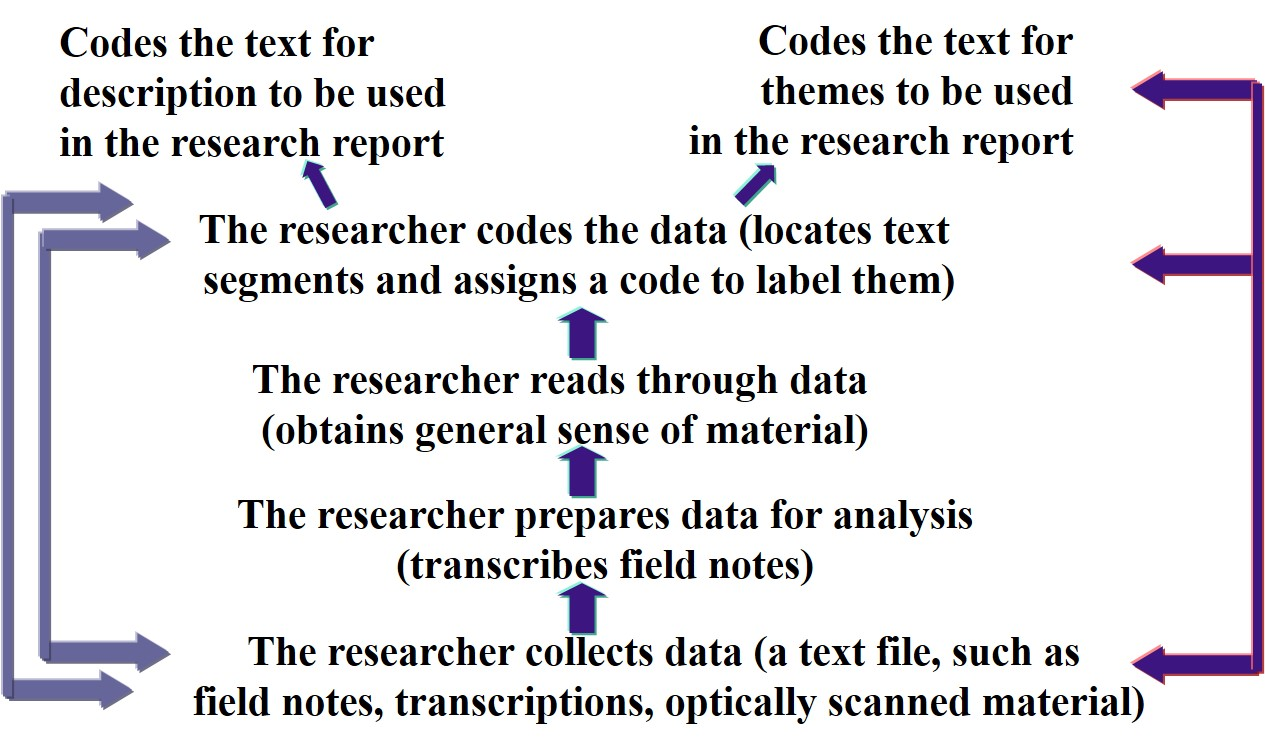 Codes the text for
description to be used
in the research report
Codes the text for
themes to be used
in the research report
The researcher codes the data (locates text
segments and assigns a code to label them)
The researcher reads through data
(obtains general sense of material)
The researcher prepares data for analysis
(transcribes field notes)
The researcher collects data (a text file, such as
field notes, transcriptions, optically scanned material)